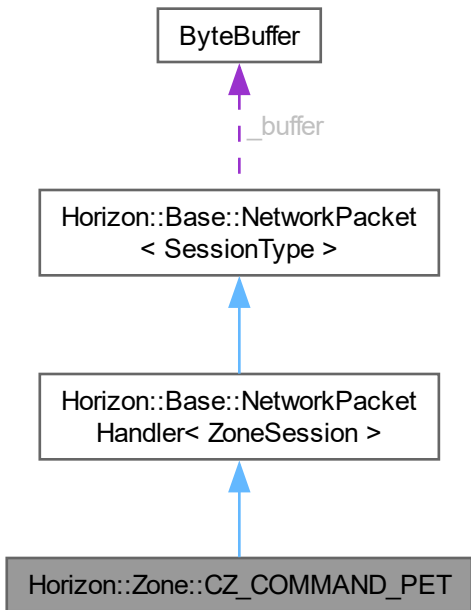 ByteBuffer
_buffer
Horizon::Base::NetworkPacket
< SessionType >
Horizon::Base::NetworkPacket
Handler< ZoneSession >
Horizon::Zone::CZ_COMMAND_PET